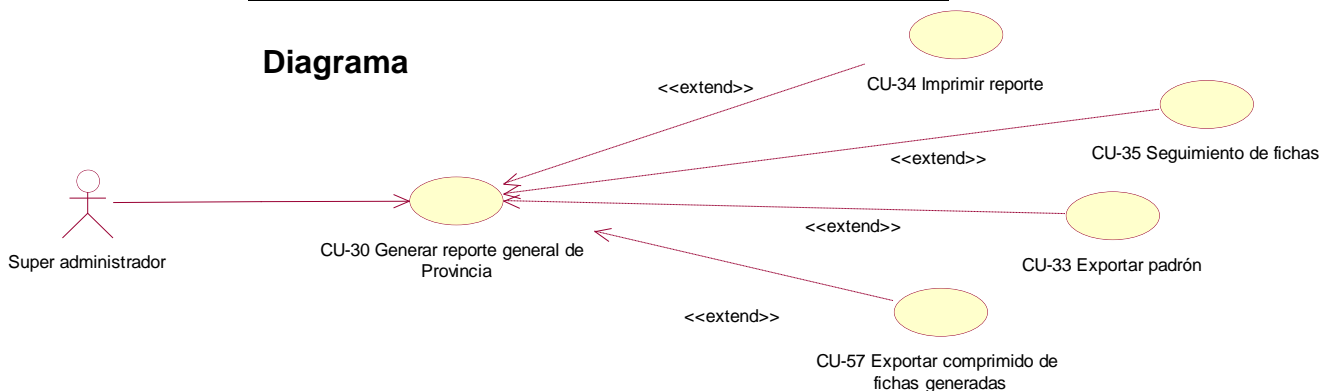 Diagrama
<<extend>>
CU-34 Imprimir reporte
<<extend>>
CU-35 Seguimiento de fichas
<<extend>>
CU-30 Generar reporte general de
Provincia
Super administrador
CU-33 Exportar padrón
<<extend>>
CU-57 Exportar comprimido de
fichas generadas